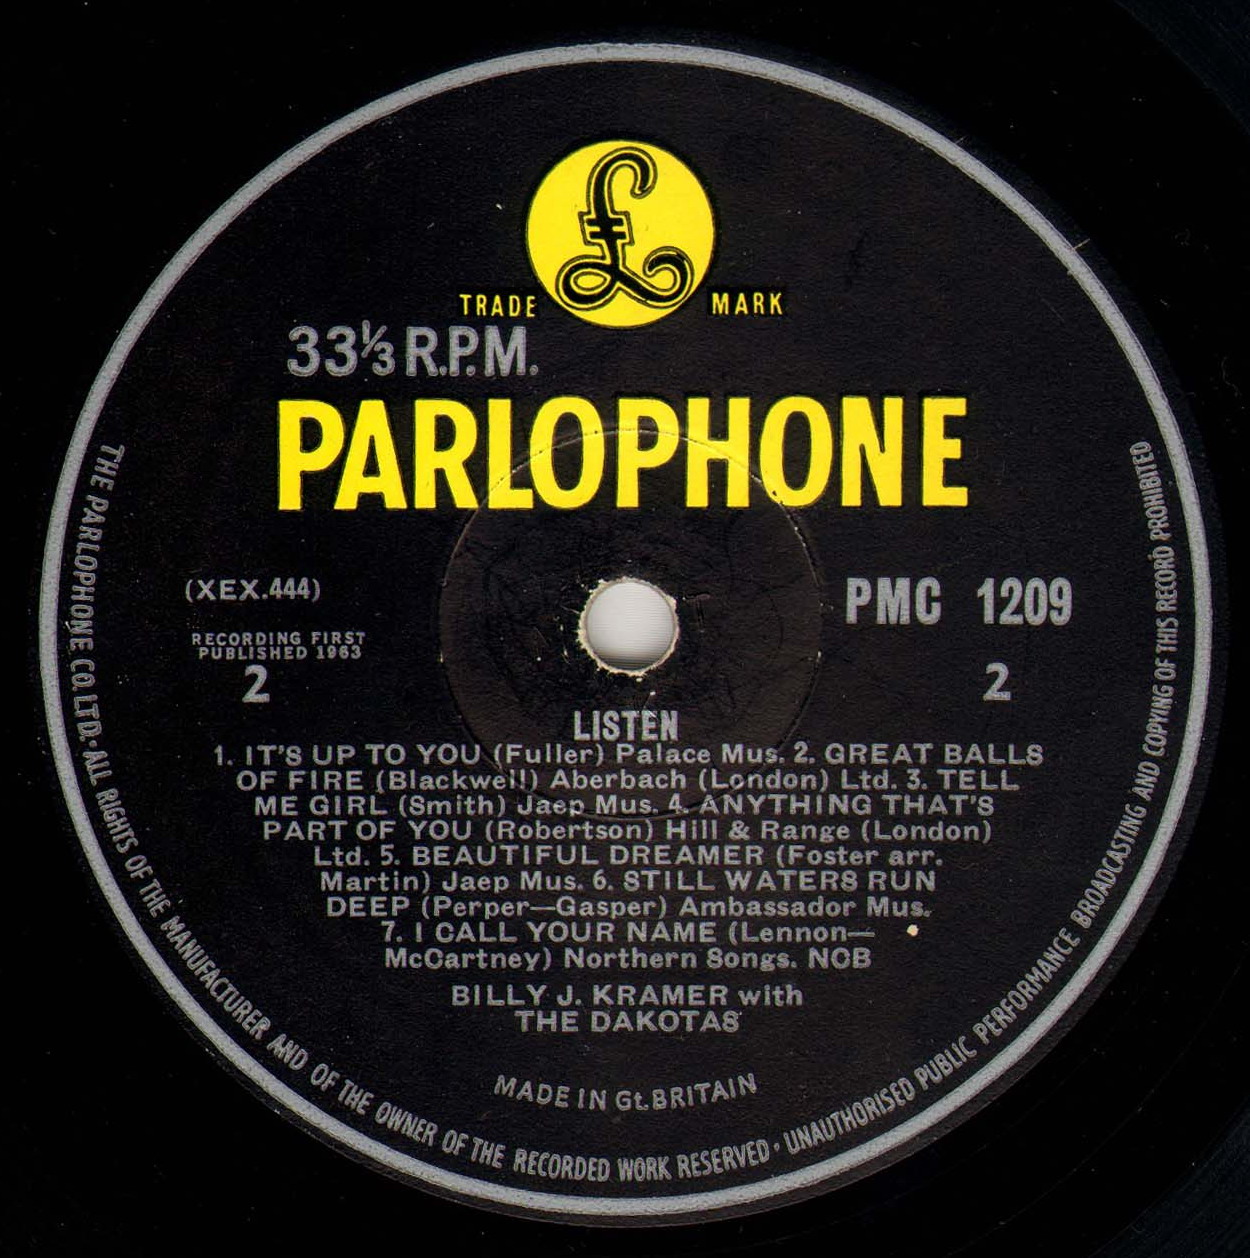 £
TRADE MARK
33⅓ R.P.M.
PARLOPHONE
(XEX.444)
PMC 1209
RECORDING FIRST
PUBLISHED 1963
2
2
LISTEN
1. IT'S UP TO YOU (Fuller) Palace Mus. 2. GREAT BALLS
OF FIRE (Blackwell) Aberbach (London) Ltd. 3. TELL
ME GIRL (Smith) Jaep Mus. 4. ANYTHING THAT'S
PART OF YOU (Robertson) Hill & Range (London)
Ltd. 5. BEAUTIFUL DREAMER (Foster arr.
Martin) Jaep Mus. 6. STILL WATERS RUN
DEEP (Perper—Gasper) Ambassador Mus.
7. I CALL YOUR NAME (Lennon—
McCartney) Northern Songs. NCB
BILLY J. KRAMER with
THE DAKOTAS
MADE IN Gt. BRITAIN
THE PARLOPHONE CO. LTD. · ALL RIGHTS OF THE MANUFACTURER AND OF THE OWNER OF THE RECORDED WORK RESERVED · UNAUTHORISED PUBLIC PERFORMANCE BROADCASTING AND COPYING OF THIS RECORD PROHIBITED